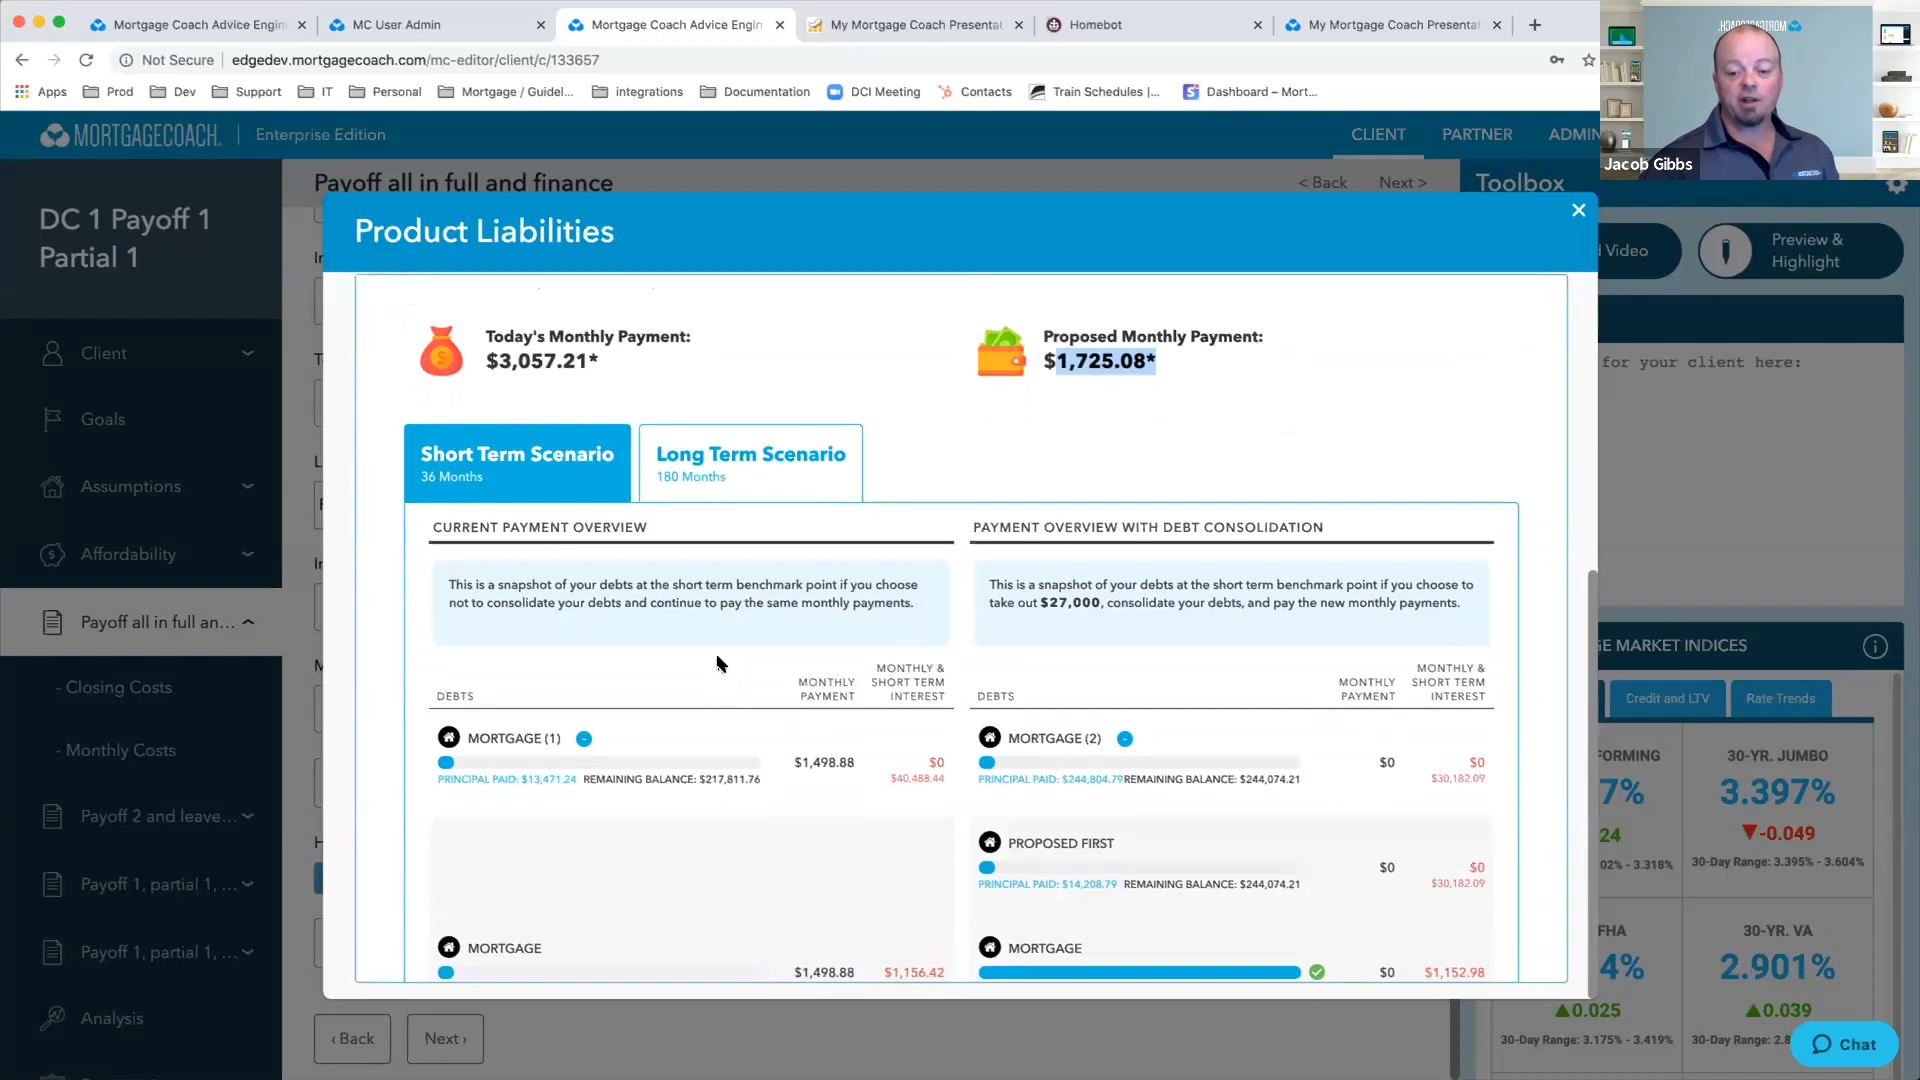 Mortgage Coach Advice Engin
MC User Admin
Mortgage Coach Advice Engin
My Mortgage Coach Presentat
Homebot
My Mortgage Coach Presentat
Not Secure
edgedev.mortgagecoach.com/mc-editor/client/c/133657
Apps
Prod
Dev
Support
IT
Personal
Mortgage / Guidel...
integrations
Documentation
DCI Meeting
Contacts
Train Schedules |...
Dashboard – Mort...
Jacob Gibbs
MORTGAGECOACH
Enterprise Edition
CLIENT
PARTNER
ADMIN
DC 1 Payoff 1
Partial 1
Client
Goals
Assumptions
Affordability
Payoff all in full an...
- Closing Costs
- Monthly Costs
Payoff 2 and leave...
Payoff 1, partial 1, ...
Payoff 1, partial 1, ...
Analysis
Payoff all in full and finance
< Back
Next >
Toolbox
Video
Preview &
Highlight
for your client here:
Product Liabilities
Today's Monthly Payment:
$3,057.21*
Proposed Monthly Payment:
$1,725.08*
Short Term Scenario
36 Months
Long Term Scenario
180 Months
CURRENT PAYMENT OVERVIEW
This is a snapshot of your debts at the short term benchmark point if you choose
not to consolidate your debts and continue to pay the same monthly payments.
DEBTS
MONTHLY
PAYMENT
MONTHLY &
SHORT TERM
INTEREST
MORTGAGE (1)
$1,498.88
$0
PRINCIPAL PAID: $13,471.24 REMAINING BALANCE: $217,811.76
$40,488.44
MORTGAGE
$1,498.88
$1,156.42
PAYMENT OVERVIEW WITH DEBT CONSOLIDATION
This is a snapshot of your debts at the short term benchmark point if you choose to
take out $27,000, consolidate your debts, and pay the new monthly payments.
DEBTS
MONTHLY
PAYMENT
MONTHLY &
SHORT TERM
INTEREST
MORTGAGE (2)
$0
$0
PRINCIPAL PAID: $244,804.79 REMAINING BALANCE: $244,074.21
$30,182.09
PROPOSED FIRST
$0
$0
PRINCIPAL PAID: $14,208.79 REMAINING BALANCE: $244,074.21
$30,182.09
MORTGAGE
$0
$1,152.98
‹ Back
Next ›
GE MARKET INDICES
Credit and LTV
Rate Trends
FORMING
7%
24
02% - 3.318%
30-YR. JUMBO
3.397%
-0.049
30-Day Range: 3.395% - 3.604%
FHA
4%
0.025
30-Day Range: 3.175% - 3.419%
30-YR. VA
2.901%
0.039
30-Day Range: 2.8
Chat